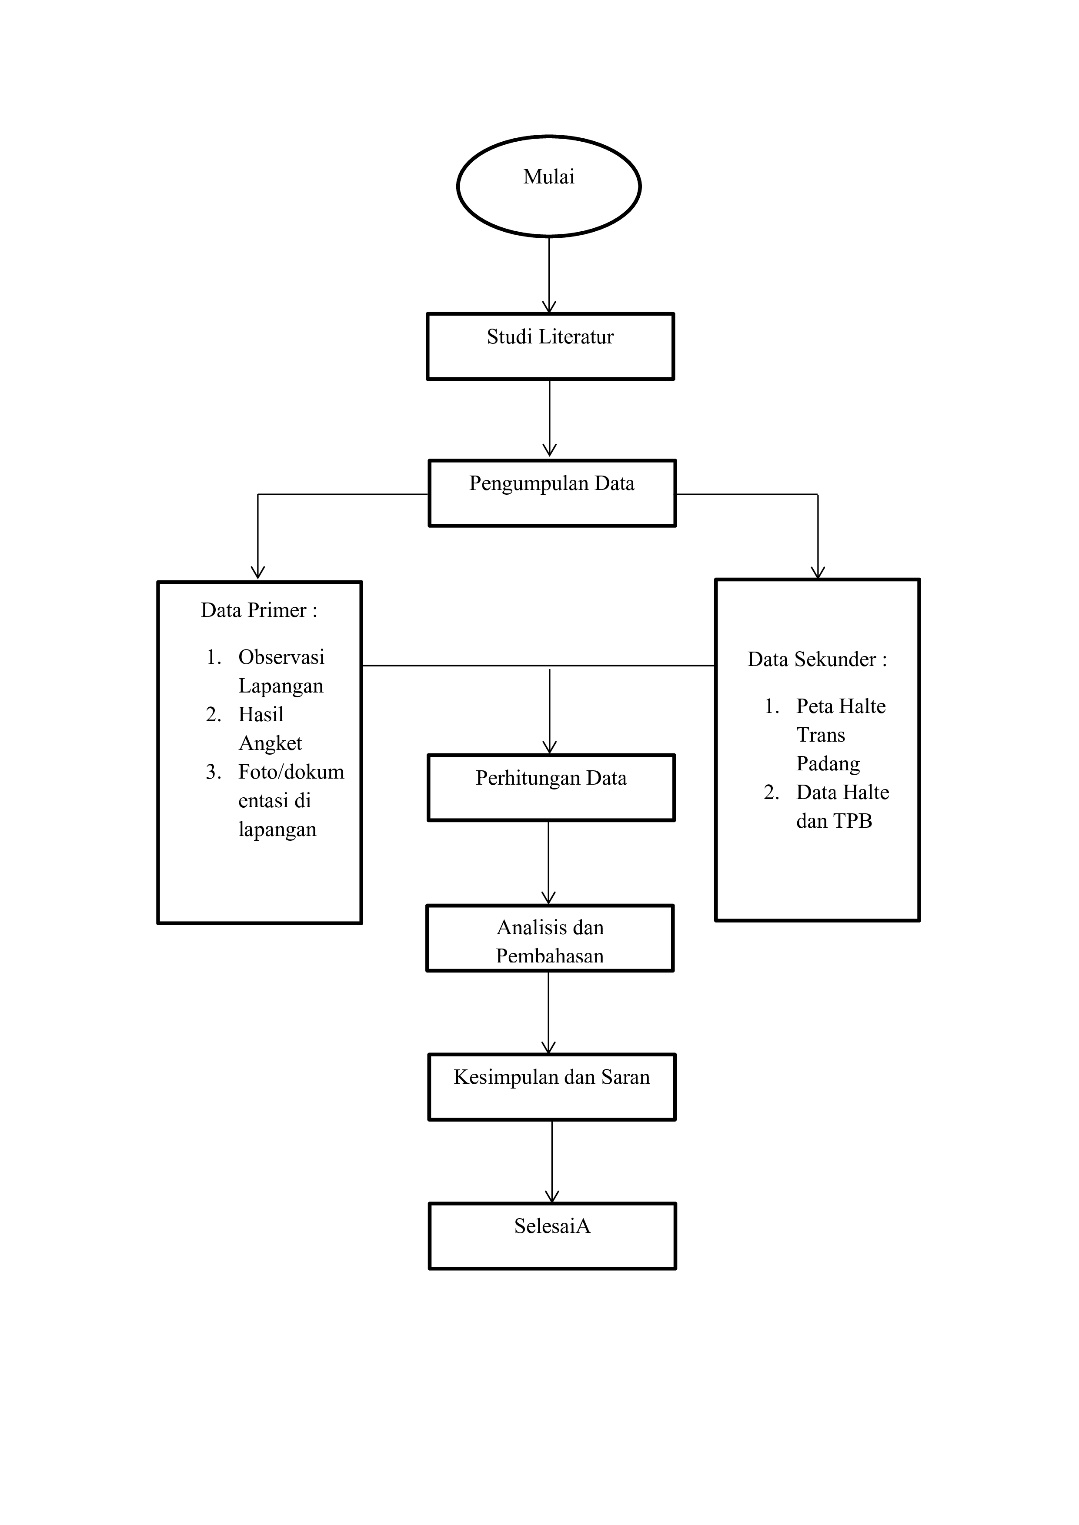 Mulai
Studi Literatur
Pengumpulan Data
Data Primer :
1. Observasi
Lapangan
2. Hasil
Angket
3. Foto/dokum
entasi di
lapangan
Data Sekunder :
1. Peta Halte
Trans
Padang
2. Data Halte
dan TPB
Perhitungan Data
Analisis dan
Pembahasan
Kesimpulan dan Saran
SelesaiA